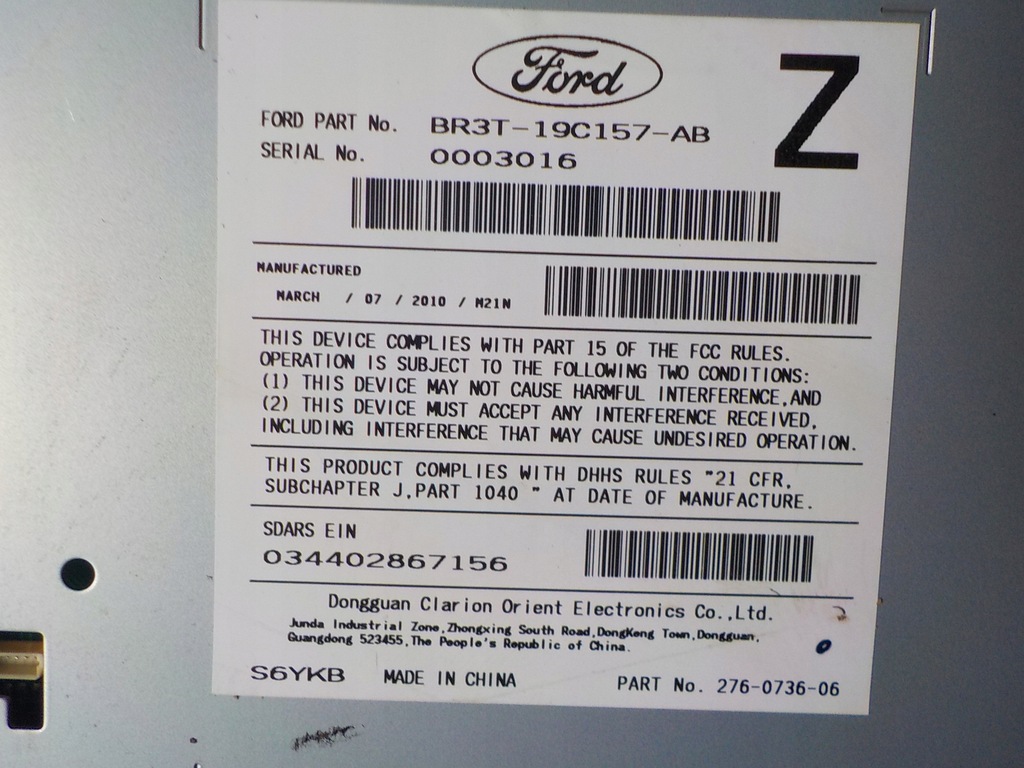 Ford
Z
FORD PART No. BR3T-19C157-AB
SERIAL No. 0003016
MANUFACTURED
MARCH / 07 / 2010 / M21N
THIS DEVICE COMPLIES WITH PART 15 OF THE FCC RULES.
OPERATION IS SUBJECT TO THE FOLLOWING TWO CONDITIONS:
(1) THIS DEVICE MAY NOT CAUSE HARMFUL INTERFERENCE,AND
(2) THIS DEVICE MUST ACCEPT ANY INTERFERENCE RECEIVED,
INCLUDING INTERFERENCE THAT MAY CAUSE UNDESIRED OPERATION.
THIS PRODUCT COMPLIES WITH DHHS RULES "21 CFR,
SUBCHAPTER J,PART 1040 " AT DATE OF MANUFACTURE.
SDARS EIN
034402867156
Dongguan Clarion Orient Electronics Co.,Ltd.
Junda Industrial Zone,Zhongxing South Road,DongKeng Town,Dongguan,
Guangdong 523455,The People's Republic of China.
S6YKB MADE IN CHINA PART No. 276-0736-06